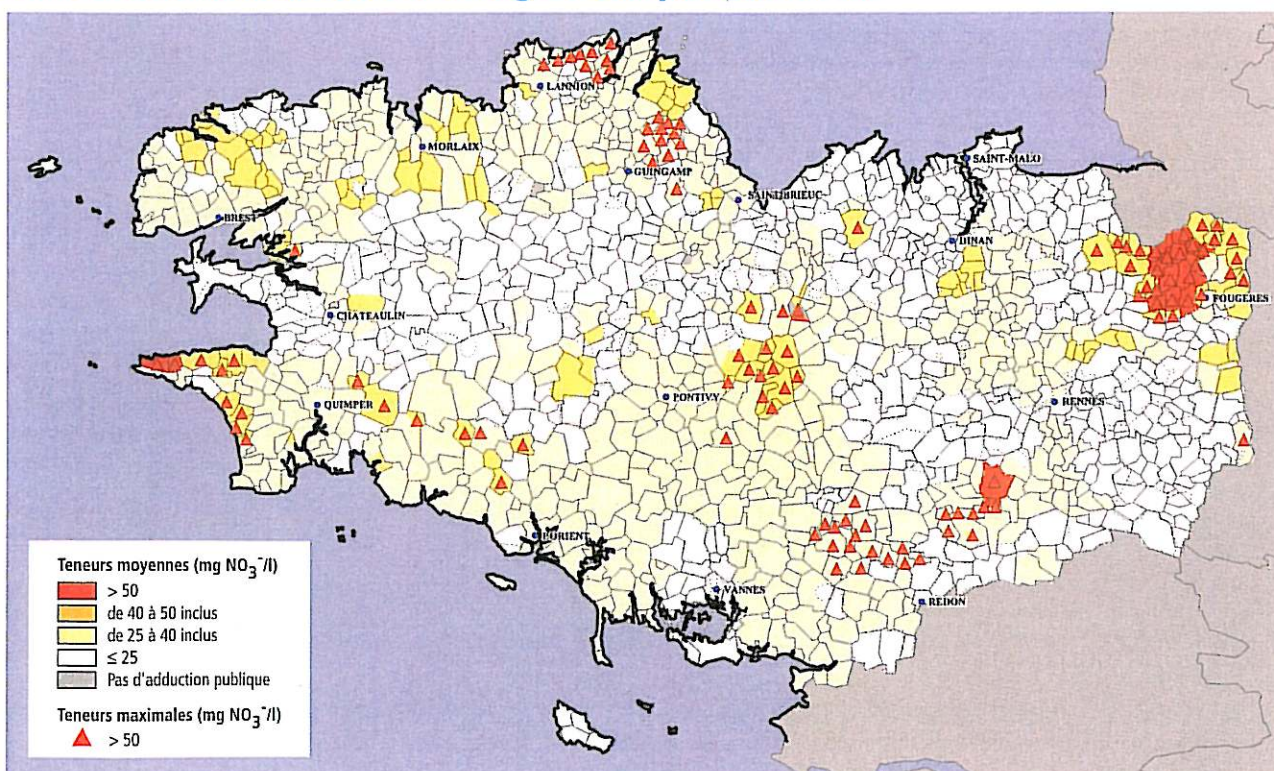 LANNION
MORLAIX
GUINGAMP
SAINT-MALO
SAINT-BRIEUC
BREST
DINAN
FOUGERES
CHATEAULIN
QUIMPER
PONTIVY
RENNES
LORIENT
VANNES
REDON
Teneurs moyennes (mg NO3-/l)
> 50
de 40 à 50 inclus
de 25 à 40 inclus
≤ 25
Pas d'adduction publique
Teneurs maximales (mg NO3-/l)
> 50